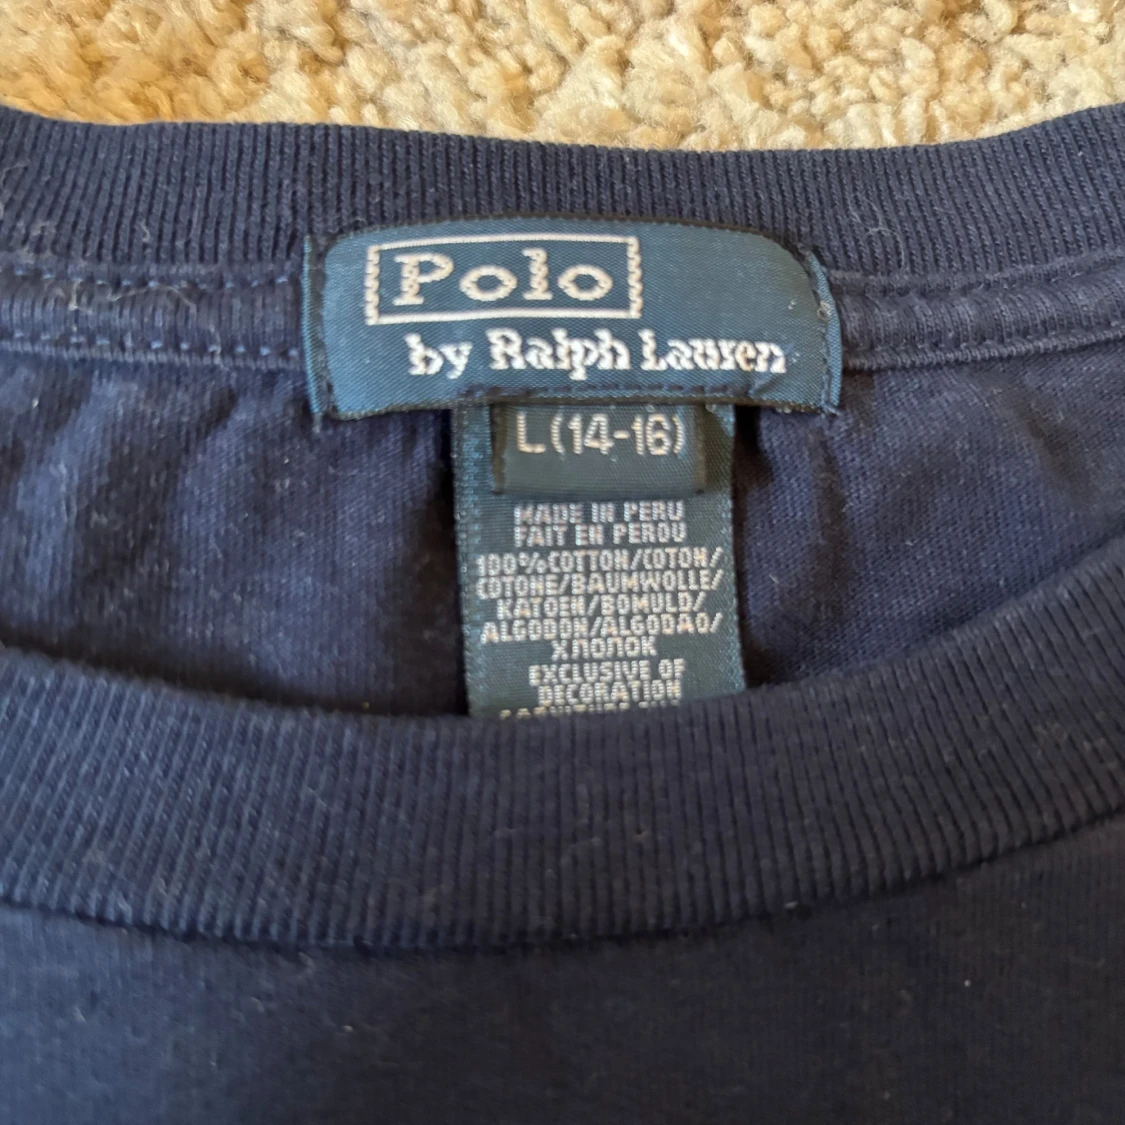 Polo
by Ralph Lauren
L(14-16)
MADE IN PERU
FAIT EN PEROU
100%COTTON/COTON/
COTONE/BAUMWOLLE/
KATOEN/BOMULD/
ALGODON/ALGODAO/
ХЛОПОК
EXCLUSIVE OF
DECORATION